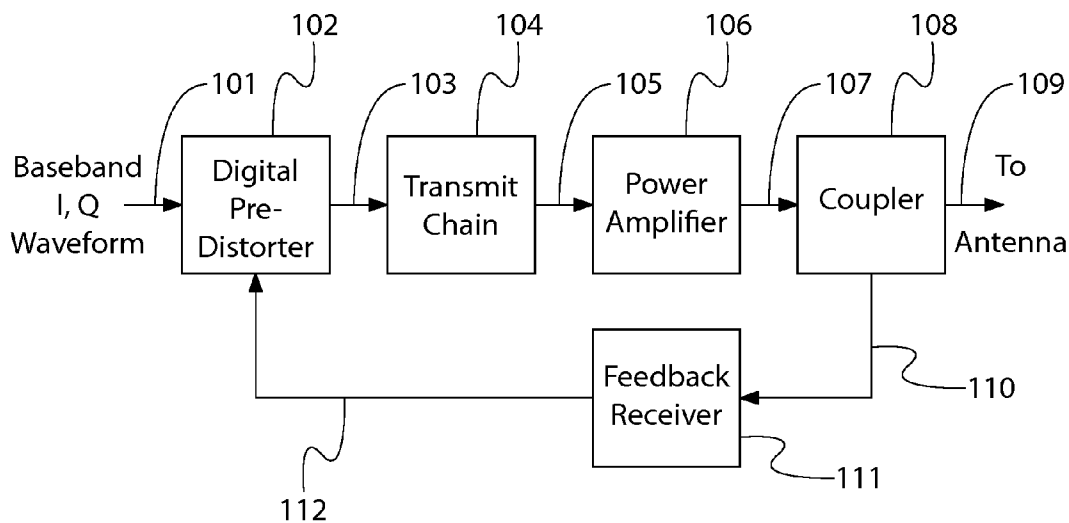 102
104
106
108
101
103
105
107
109
Baseband
I, Q
Waveform
Digital
Pre-
Distorter
Transmit
Chain
Power
Amplifier
Coupler
To
Antenna
Feedback
Receiver
110
111
112